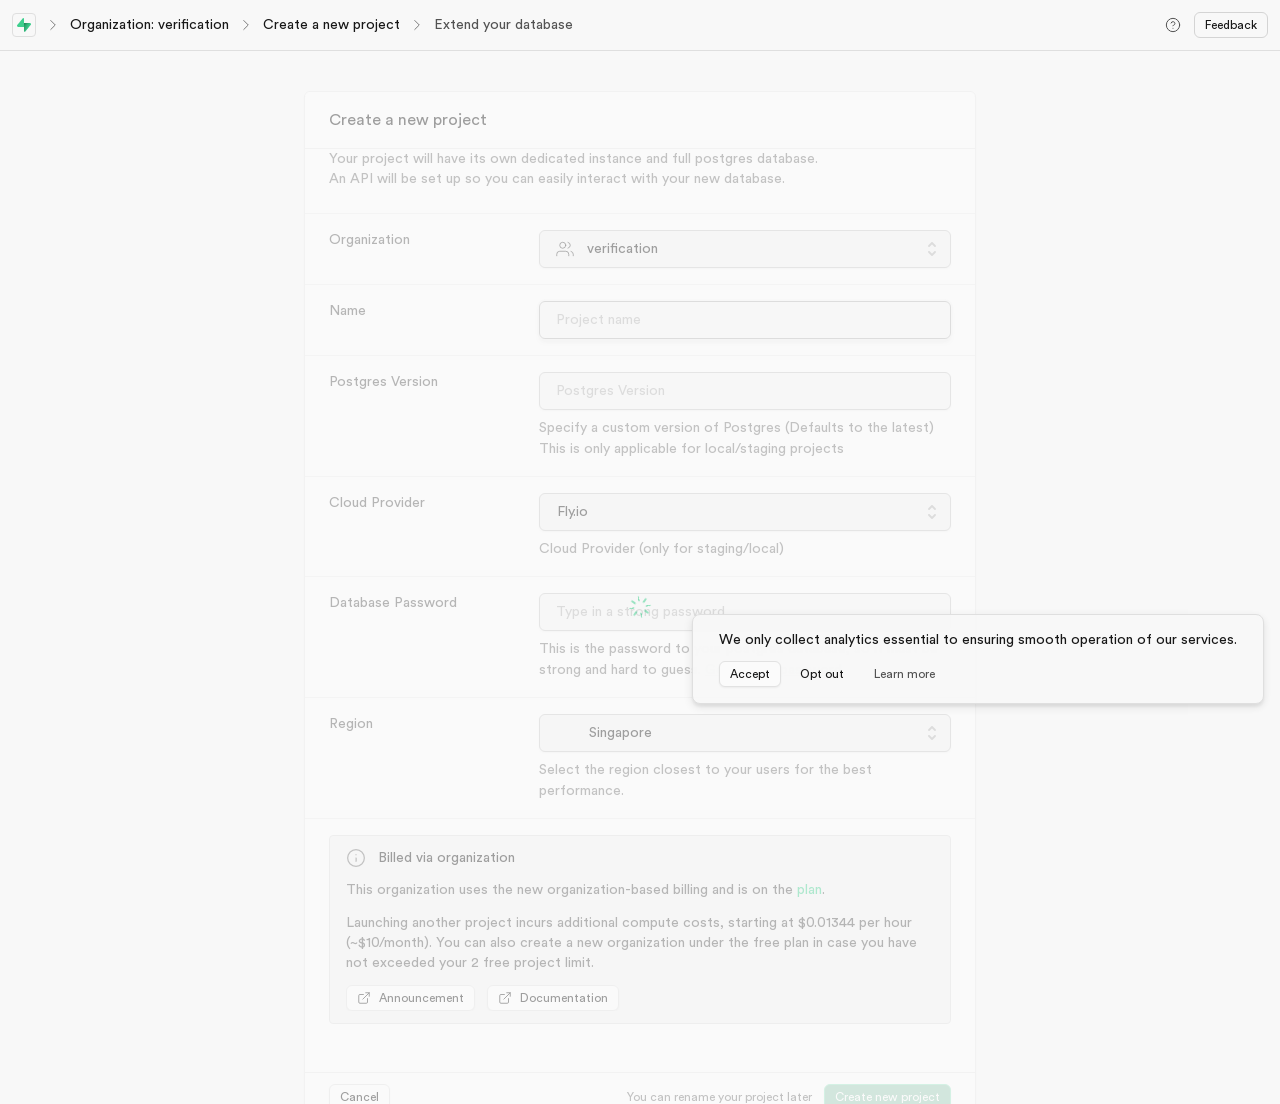 Organization: verification
Create a new project
Extend your database
Feedback
Create a new project
Your project will have its own dedicated instance and full postgres database.
An API will be set up so you can easily interact with your new database.
Organization
verification
Name
Project name
Postgres Version
Postgres Version
Specify a custom version of Postgres (Defaults to the latest)
This is only applicable for local/staging projects
Cloud Provider
Fly.io
Cloud Provider (only for staging/local)
Database Password
Type in a strong password
This is the password to
strong and hard to gues
We only collect analytics essential to ensuring smooth operation of our services.
Accept
Opt out
Learn more
Region
Singapore
Select the region closest to your users for the best
performance.
Billed via organization
This organization uses the new organization-based billing and is on the plan.
Launching another project incurs additional compute costs, starting at $0.01344 per hour
(~$10/month). You can also create a new organization under the free plan in case you have
not exceeded your 2 free project limit.
Announcement
Documentation
Cancel
You can rename your project later
Create new project